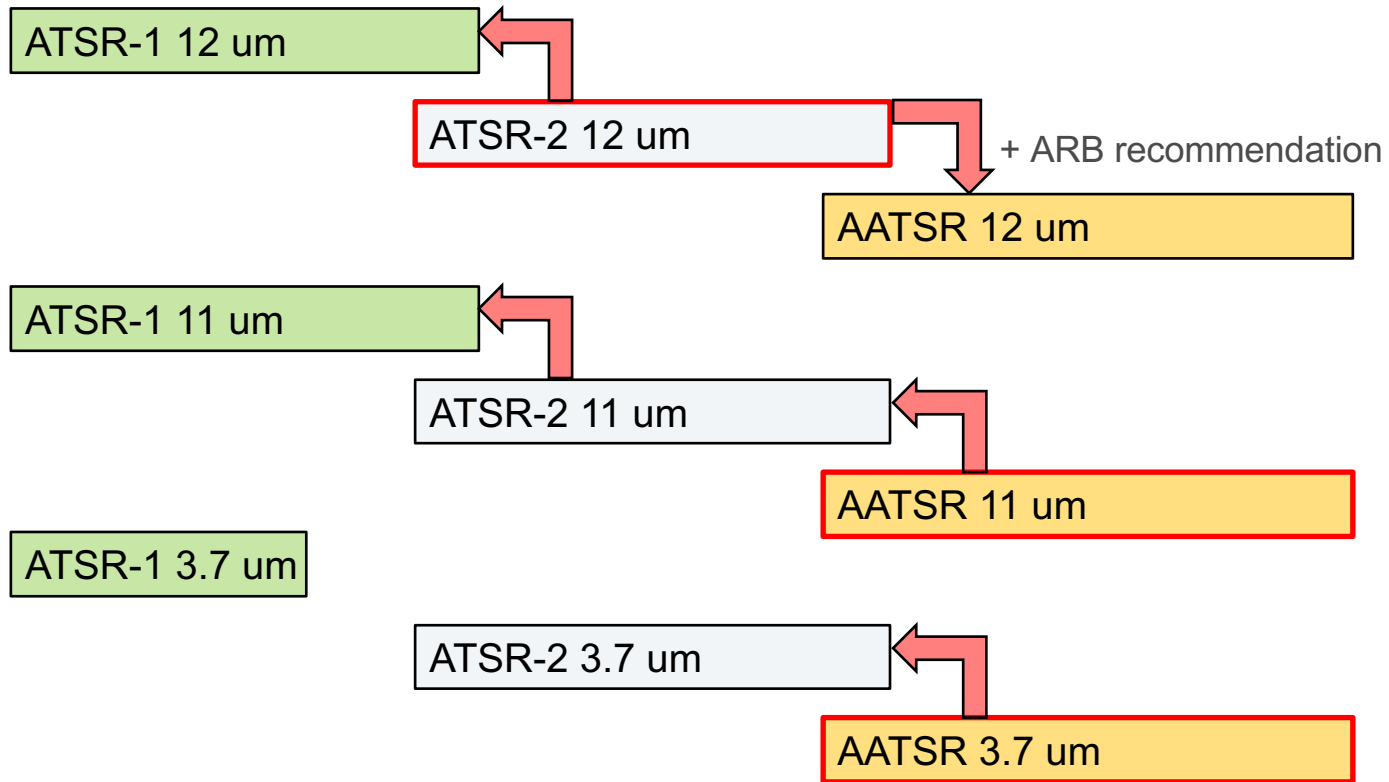 ATSR-1 12 um
ATSR-2 12 um
+ ARB recommendation
AATSR 12 um
ATSR-1 11 um
ATSR-2 11 um
AATSR 11 um
ATSR-1 3.7 um
ATSR-2 3.7 um
AATSR 3.7 um